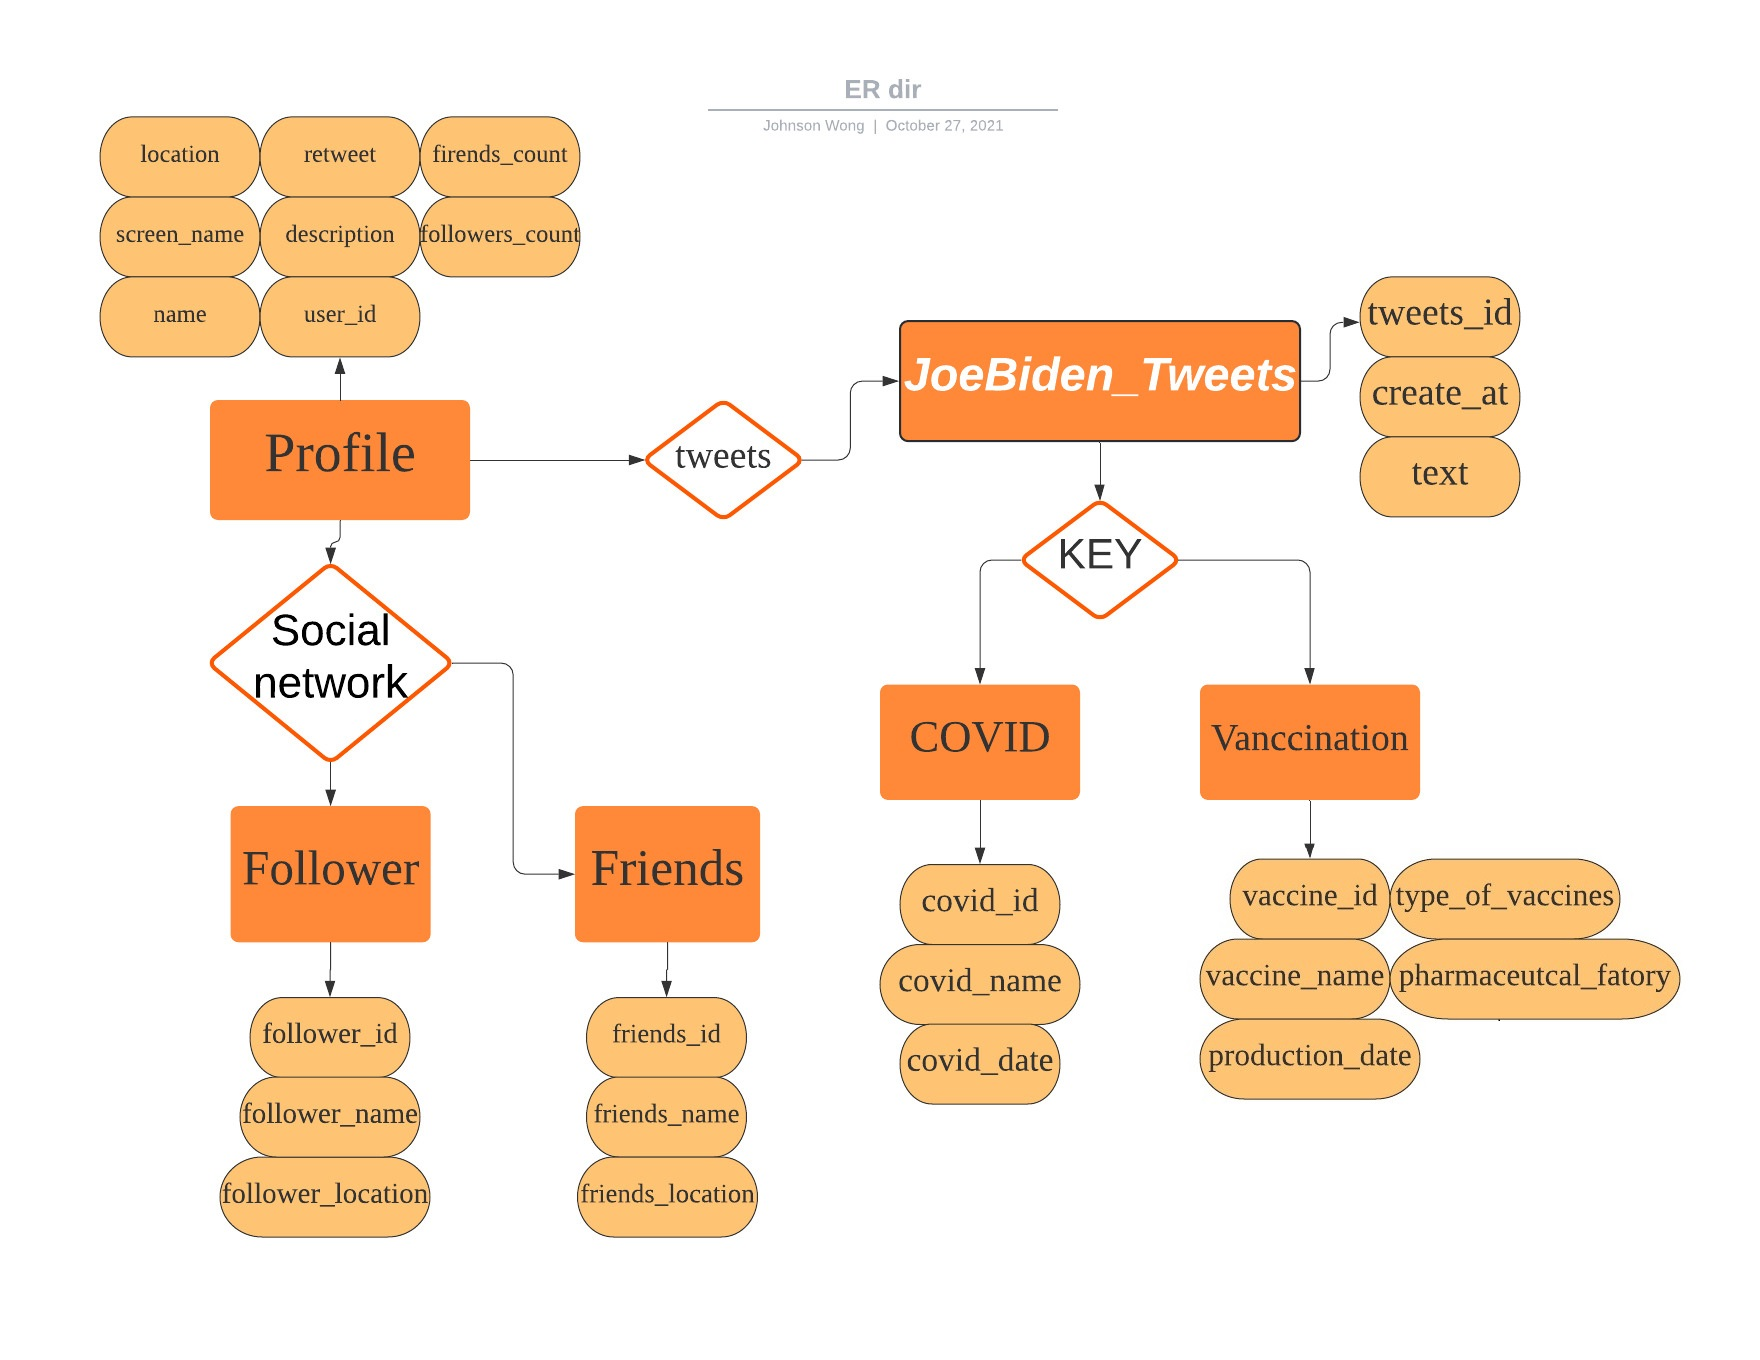 ER dir
Johnson Wong | October 27, 2021
location
retweet
firends_count
screen_name
description
followers_count
name
user_id
Profile
tweets
JoeBiden_Tweets
tweets_id
create_at
text
KEY
Social
network
COVID
Vanccination
Follower
Friends
covid_id
covid_name
covid_date
vaccine_id
type_of_vaccines
vaccine_name
pharmaceutcal_fatory
production_date
follower_id
follower_name
follower_location
friends_id
friends_name
friends_location